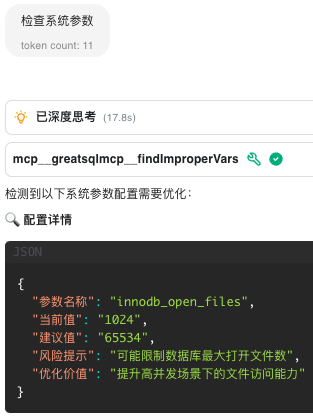 检查系统参数
token count: 11
已深度思考 (17.8s)
mcp__greatsqlmcp__findImproperVars
检测到以下系统参数配置需要优化：
🔍 配置详情
JSON
{
"参数名称": "innodb_open_files",
"当前值": "1024",
"建议值": "65534",
"风险提示": "可能限制数据库最大打开文件数",
"优化价值": "提升高并发场景下的文件访问能力"
}